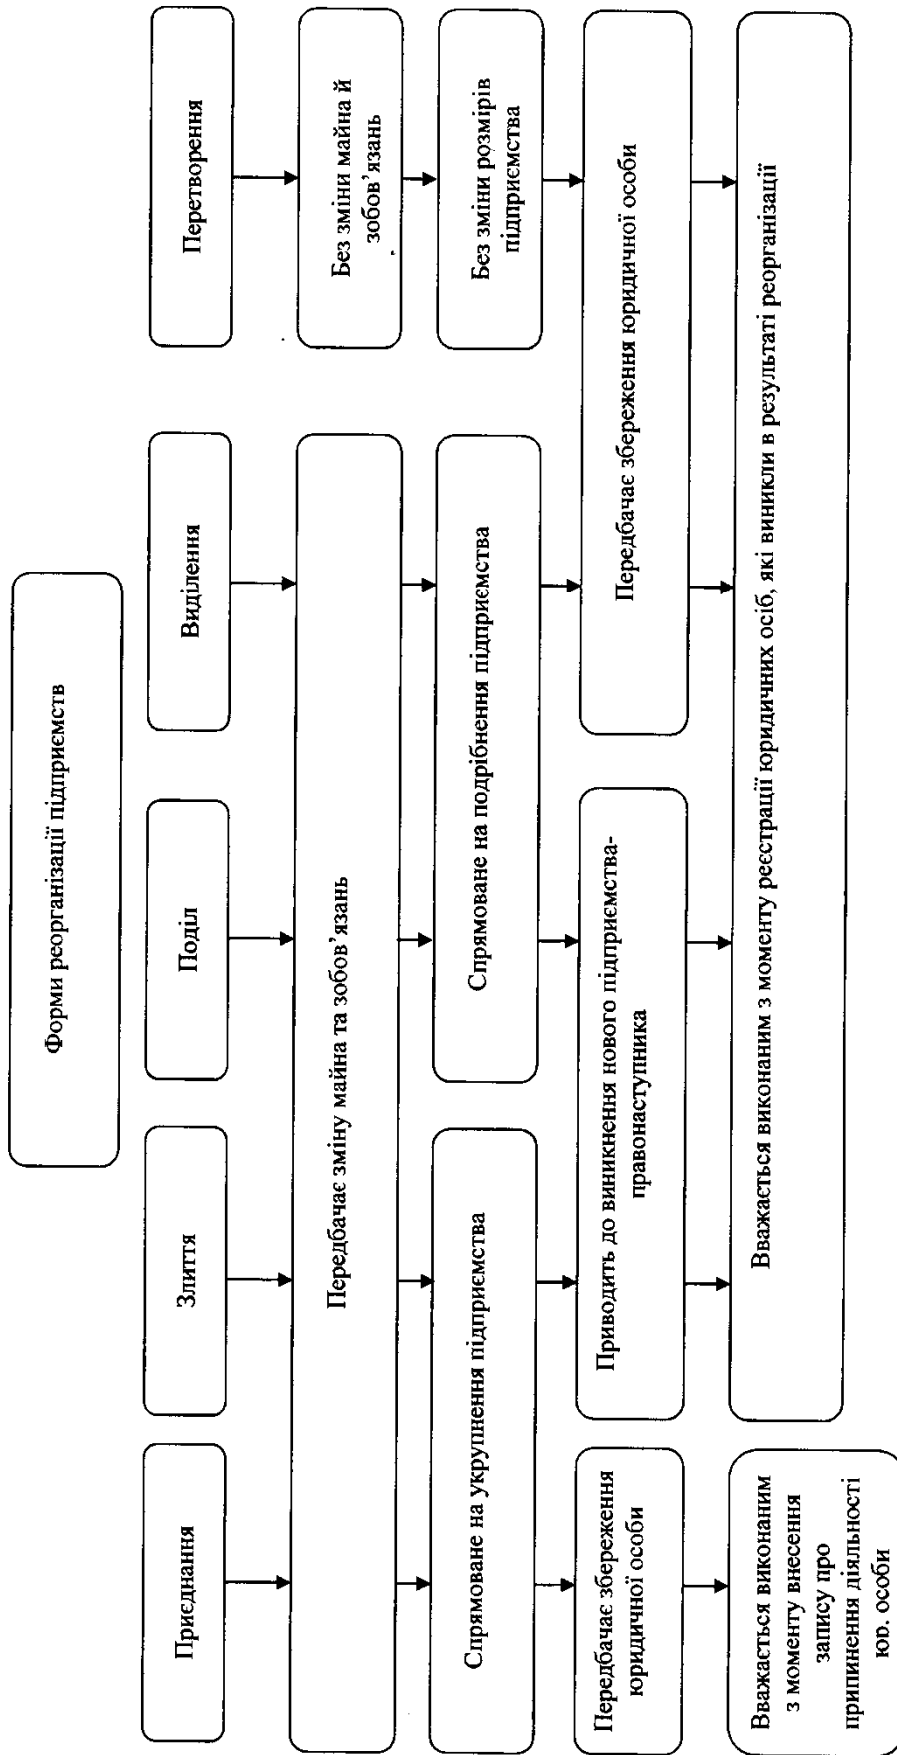 Форми реорганізації підприємств
Приєднання
Злиття
Поділ
Виділення
Перетворення
Передбачає зміну майна та зобов’язань
Без зміни майна й
зобов’язань
Спрямоване на укрупнення підприємства
Спрямоване на подрібнення підприємства
Без зміни розмірів
підприємства
Передбачає збереження
юридичної особи
Приводить до виникнення нового підприємства-
правонаступника
Передбачає збереження юридичної особи
Вважається виконаним
з моменту внесення
запису про
припинення діяльності
юр. особи
Вважається виконаним з моменту реєстрації юридичних осіб, які виникли в результаті реорганізації